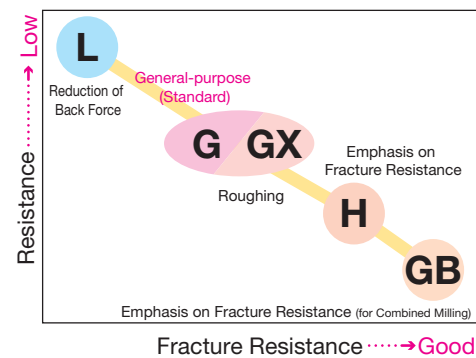 Resistance ······➔ Low
L
Reduction of
Back Force
General-purpose
(Standard)
G GX
Roughing
Emphasis on
Fracture Resistance
H
GB
Emphasis on Fracture Resistance (for Combined Milling)
Fracture Resistance ······➔ Good